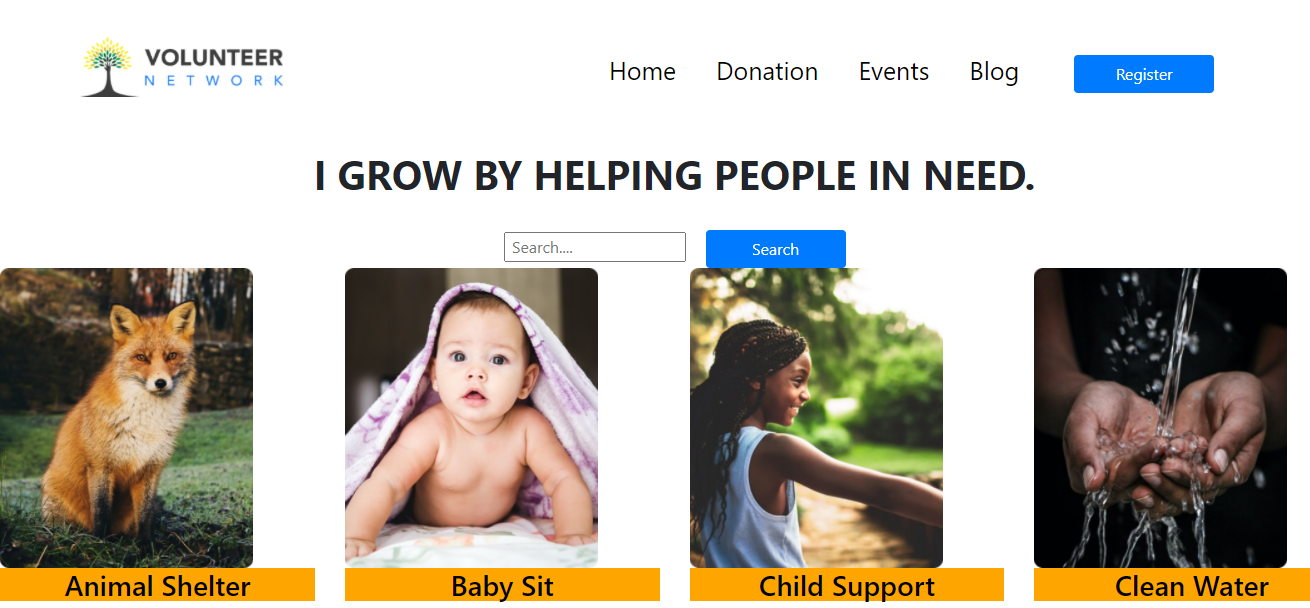 VOLUNTEER
NETWORK
Home Donation Events Blog Register
I GROW BY HELPING PEOPLE IN NEED.
Search.... Search
Animal Shelter Baby Sit Child Support Clean Water